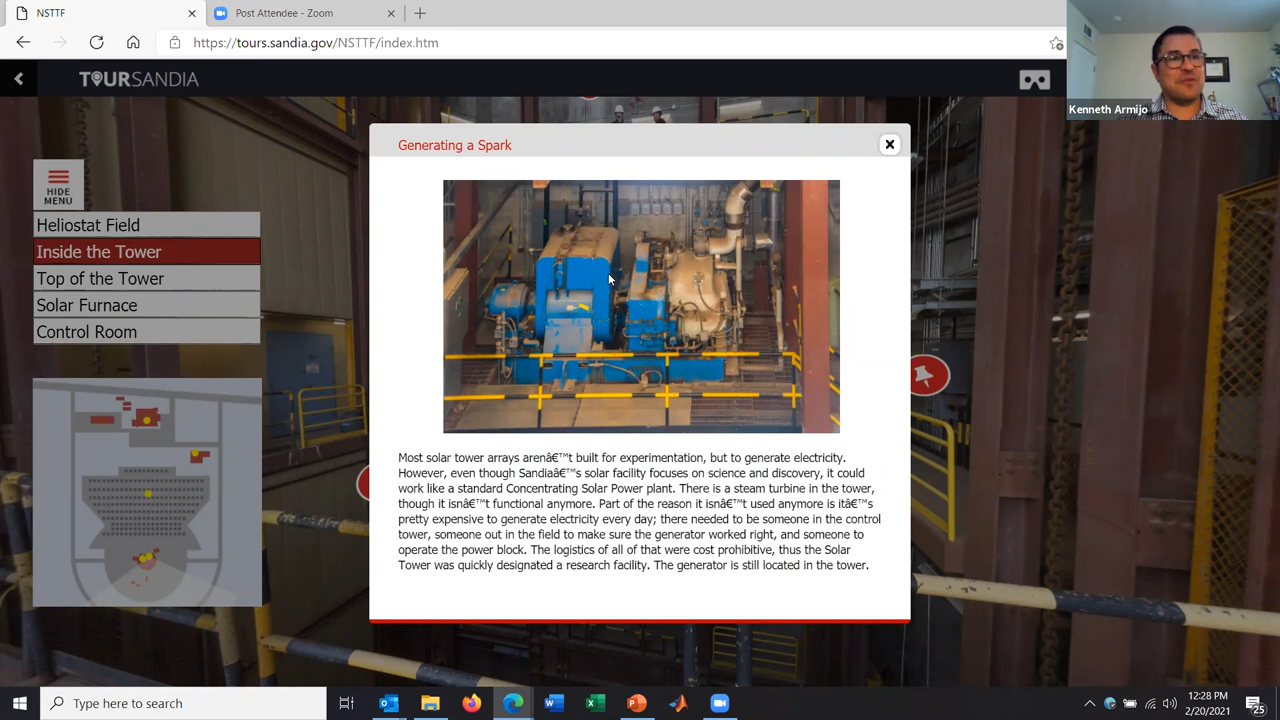 NSTTF
Post Attendee - Zoom
https://tours.sandia.gov/NSTTF/index.htm
TOURSANDIA
Kenneth Armijo
Generating a Spark
HIDE
MENU
Heliostat Field
Inside the Tower
Top of the Tower
Solar Furnace
Control Room
Most solar tower arrays arenâ€™t built for experimentation, but to generate electricity.
However, even though Sandiaâ€™s solar facility focuses on science and discovery, it could
work like a standard Concentrating Solar Power plant. There is a steam turbine in the tower,
though it isnâ€™t functional anymore. Part of the reason it isnâ€™t used anymore is itâ€™s
pretty expensive to generate electricity every day; there needed to be someone in the control
tower, someone out in the field to make sure the generator worked right, and someone to
operate the power block. The logistics of all of that were cost prohibitive, thus the Solar
Tower was quickly designated a research facility. The generator is still located in the tower.
Type here to search
12:28 PM
2/20/2021
25